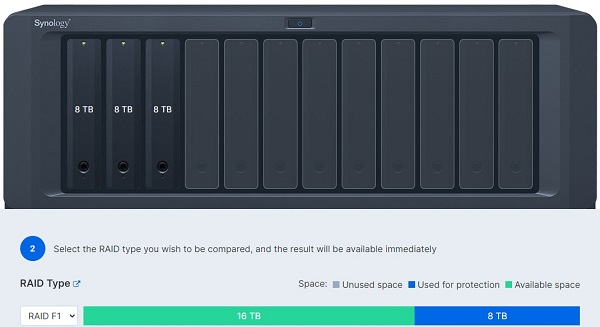 Synology
8 TB 8 TB 8 TB
2 Select the RAID type you wish to be compared, and the result will be available immediately
RAID Type Space: Unused space Used for protection Available space
RAID F1 16 TB 8 TB